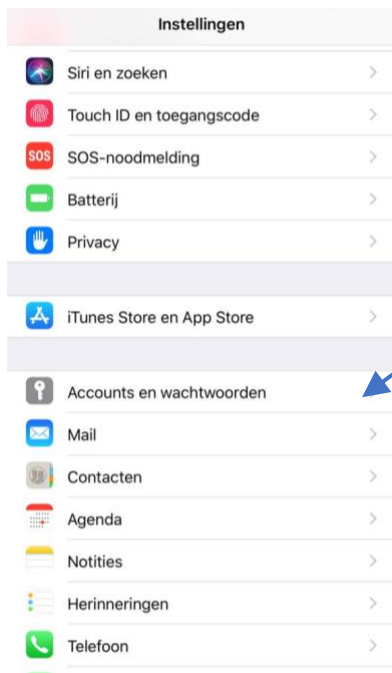 Instellingen
Siri en zoeken
Touch ID en toegangscode
SOS SOS-noodmelding
Batterij
Privacy
iTunes Store en App Store
Accounts en wachtwoorden
Mail
Contacten
Agenda
Notities
Herinneringen
Telefoon